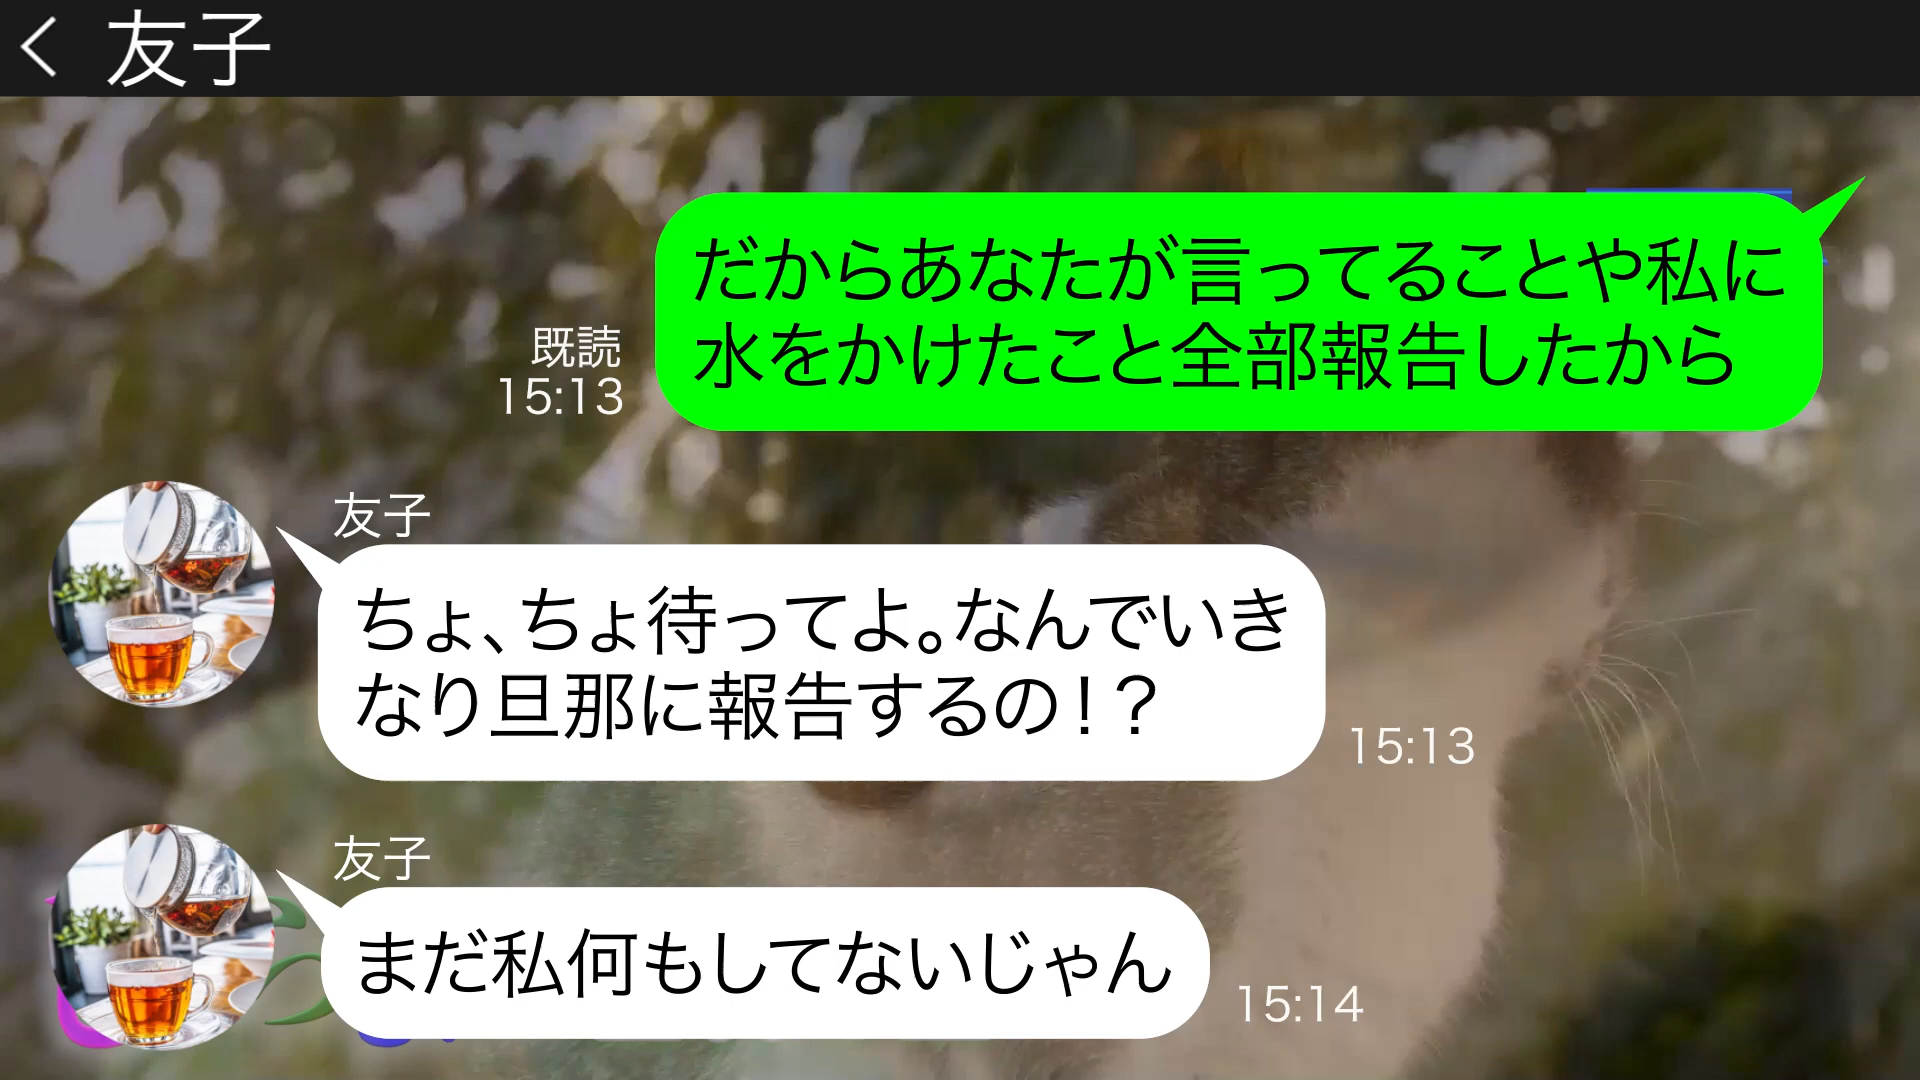 友子
だからあなたが言ってることや私に
水をかけたこと全部報告したから
既読
15:13
友子
ちょ、ちょ待ってよ。なんでいき
なり旦那に報告するの!?
15:13
友子
まだ私何もしてないじゃん
15:14